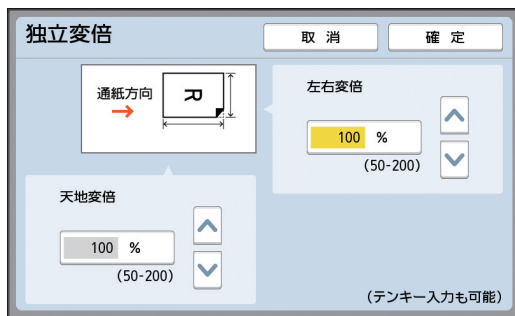 独立変倍
取 消
確 定
通紙方向
R
左右変倍
100 %
(50-200)
天地変倍
100 %
(50-200)
(テンキー入力も可能)